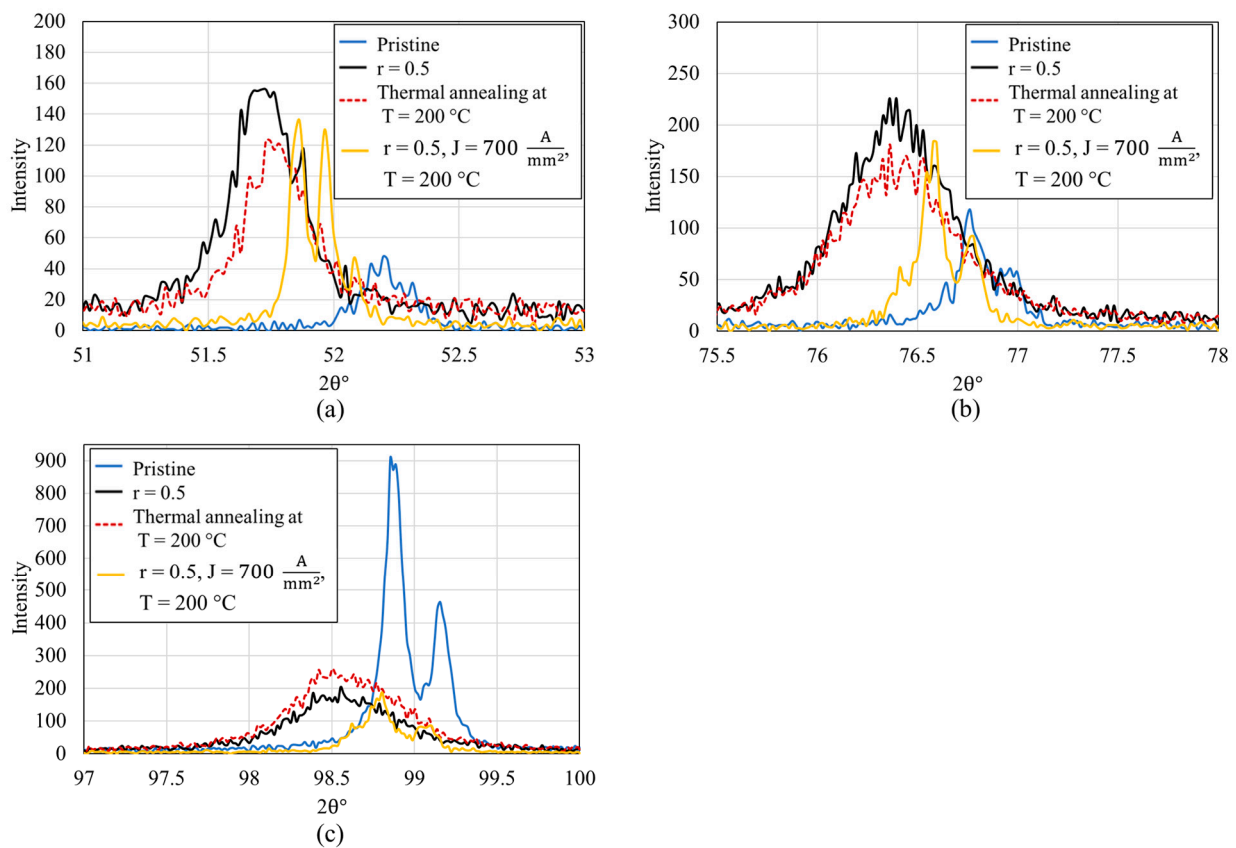 200
180
160
140
120
100
80
60
40
20
0
Intensity
Pristine
r = 0.5
Thermal annealing at
T = 200 °C
r = 0.5, J = 700 A/mm²,
T = 200 °C
51 51.5 52 52.5 53
2θ°
(a)
300
250
200
150
100
50
0
Intensity
Pristine
r = 0.5
Thermal annealing at
T = 200 °C
r = 0.5, J = 700 A/mm²,
T = 200 °C
75.5 76 76.5 77 77.5 78
2θ°
(b)
900
800
700
600
500
400
300
200
100
0
Intensity
Pristine
r = 0.5
Thermal annealing at
T = 200 °C
r = 0.5, J = 700 A/mm²,
T = 200 °C
97 97.5 98 98.5 99 99.5 100
2θ°
(c)